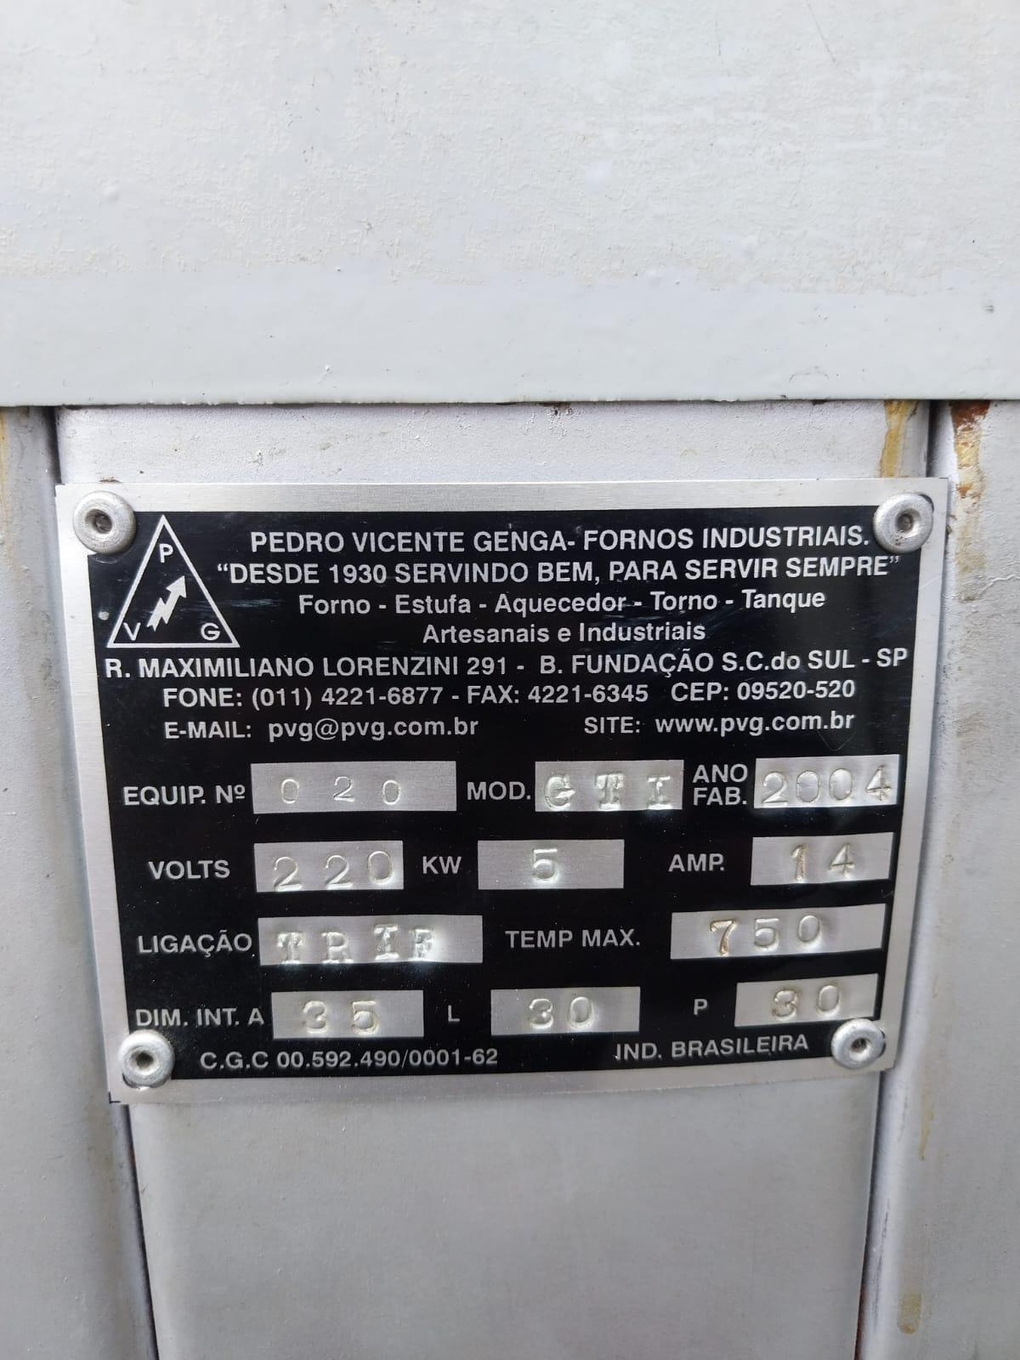 P
V G
PEDRO VICENTE GENGA- FORNOS INDUSTRIAIS.
"DESDE 1930 SERVINDO BEM, PARA SERVIR SEMPRE"
Forno - Estufa - Aquecedor - Torno - Tanque
Artesanais e Industriais
R. MAXIMILIANO LORENZINI 291 - B. FUNDAÇÃO S.C.do SUL - SP
FONE: (011) 4221-6877 - FAX: 4221-6345 CEP: 09520-520
E-MAIL: pvg@pvg.com.br SITE: www.pvg.com.br
EQUIP. Nº 020 MOD. GTI ANO FAB. 2004
VOLTS 220 KW 5 AMP. 14
LIGAÇÃO TRIF TEMP MAX. 750
DIM. INT. A 35 L 30 P 30
C.G.C 00.592.490/0001-62 IND. BRASILEIRA